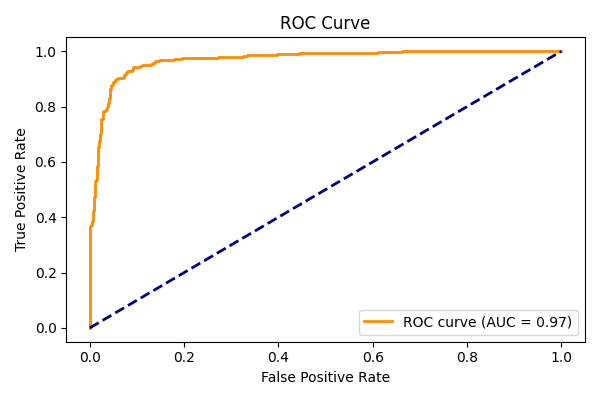 ROC Curve
True Positive Rate
1.0
0.8
0.6
0.4
0.2
0.0
ROC curve (AUC = 0.97)
0.0 0.2 0.4 0.6 0.8 1.0
False Positive Rate